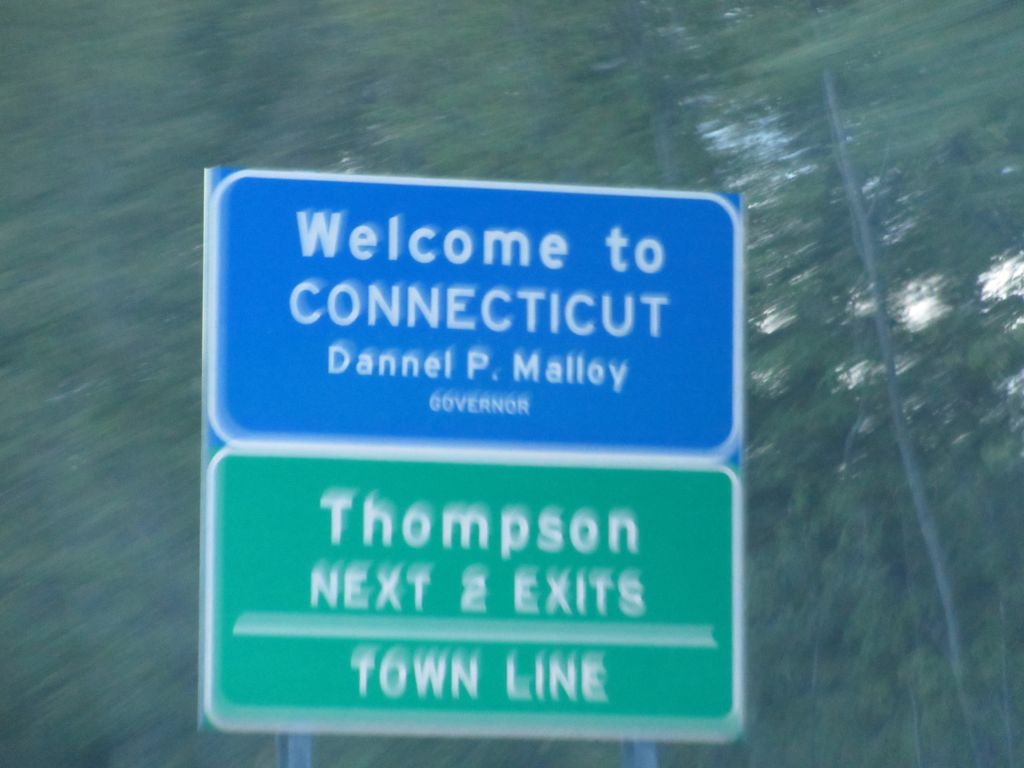 Welcome to
CONNECTICUT
Dannel P. Malloy
GOVERNOR
Thompson
NEXT 2 EXITS
TOWN LINE